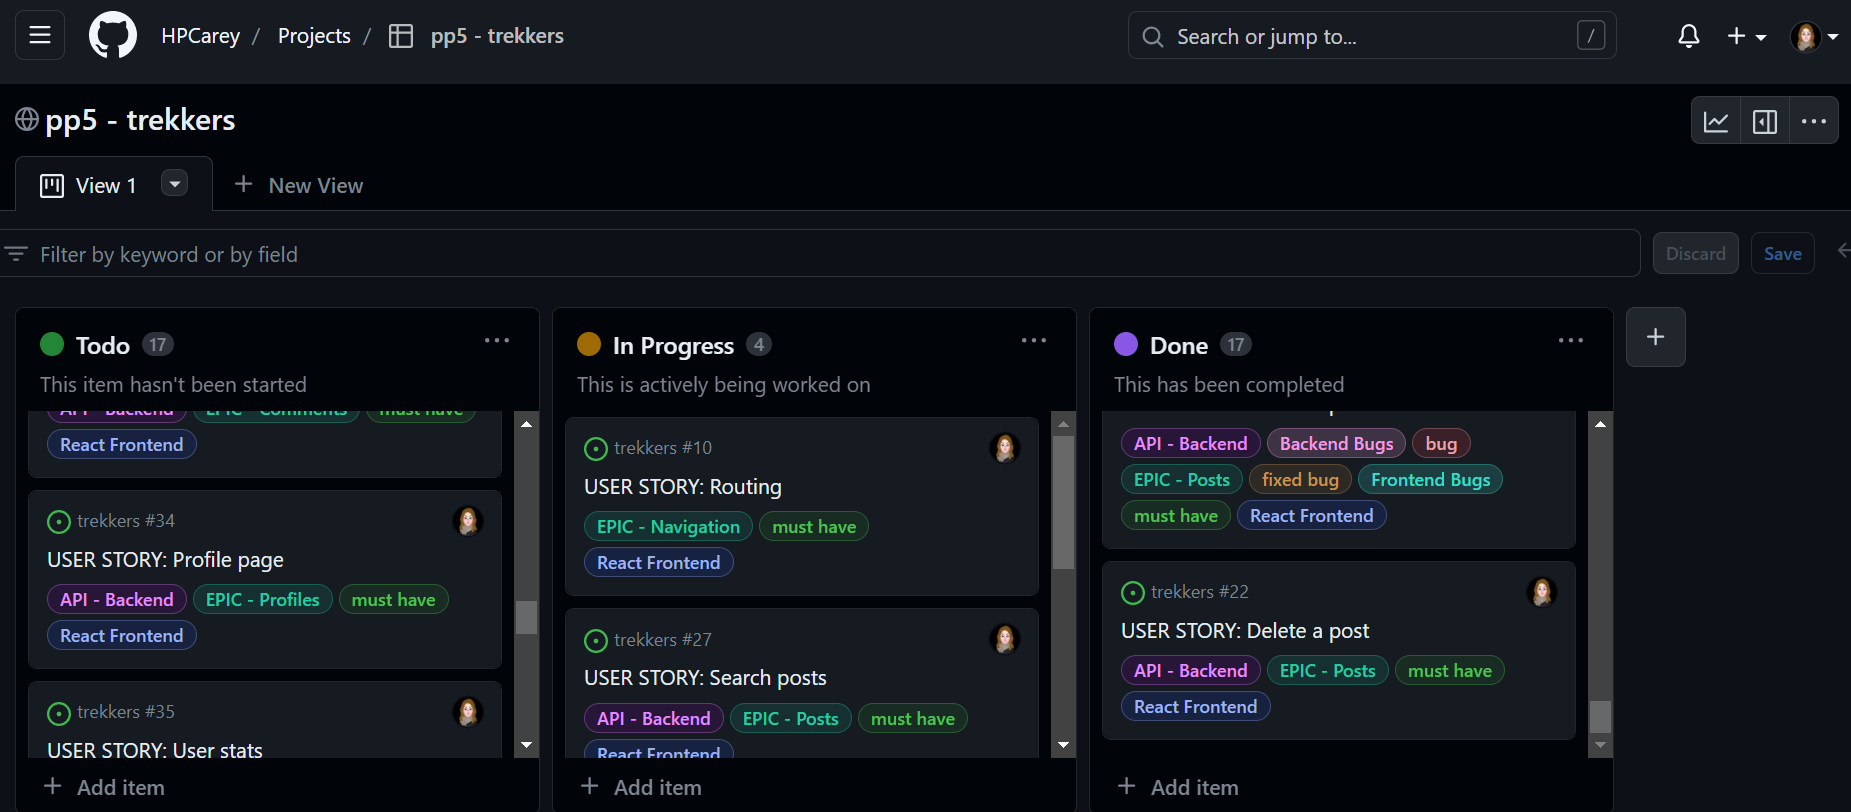 HPCarey / Projects / pp5 - trekkers
Search or jump to...
/
pp5 - trekkers
View 1
New View
Filter by keyword or by field
Discard
Save
Todo 17
This item hasn't been started
API - Backend EPIC - Comments must have
React Frontend
trekkers #34
USER STORY: Profile page
API - Backend EPIC - Profiles must have
React Frontend
trekkers #35
USER STORY: User stats
+ Add item
In Progress 4
This is actively being worked on
trekkers #10
USER STORY: Routing
EPIC - Navigation must have
React Frontend
trekkers #27
USER STORY: Search posts
API - Backend EPIC - Posts must have
React Frontend
+ Add item
Done 17
This has been completed
API - Backend Backend Bugs bug
EPIC - Posts fixed bug Frontend Bugs
must have React Frontend
trekkers #22
USER STORY: Delete a post
API - Backend EPIC - Posts must have
React Frontend
+ Add item